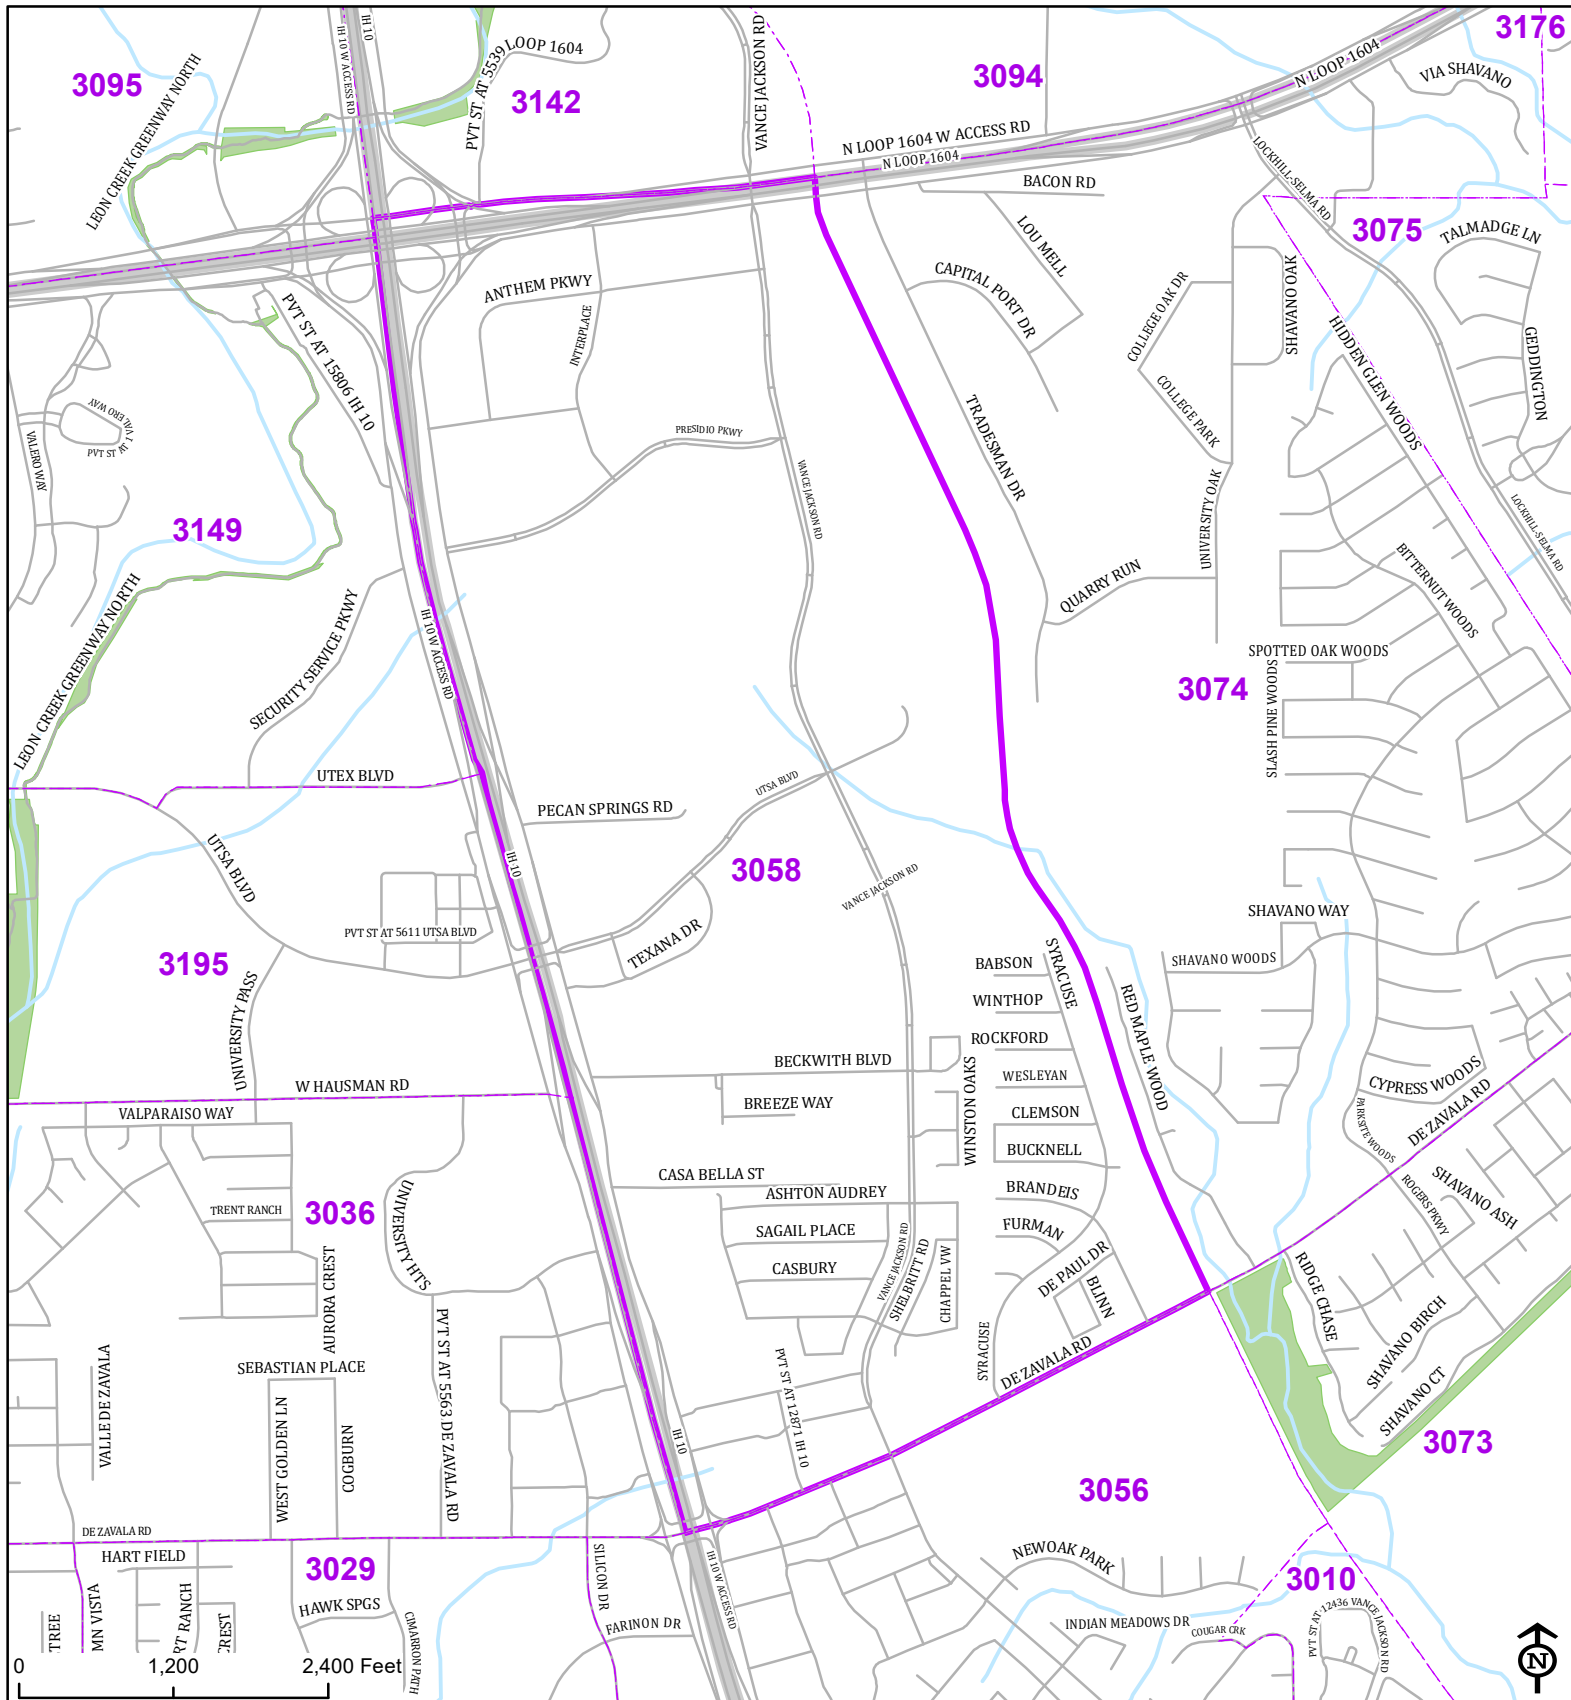 3176
3095
3142
3094
LEON CREEK GREENWAY NORTH
IH 10 W ACCESS RD
IH 10
PVT ST AT 5539 LOOP 1604
VANCE JACKSON RD
N LOOP 1604
VIA SHAVANO
N LOOP 1604 W ACCESS RD
N LOOP 1604
BACON RD
LOCKHILL-SELMA RD
3075
TALMADGE LN
LOU MELL
CAPITAL PORT DR
ANTHEM PKWY
INTERPLACE
PVT ST AT 15806 IH 10
COLLEGE OAK DR
SHAVANO OAK
HIDDEN GLEN WOODS
GEDDINGTON
COLLEGE PARK
PVT ST AT 1 VALERO WAY
VALERO WAY
PRESIDIO PKWY
TRADESMAN DR
VANCE JACKSON RD
UNIVERSITY OAK
LOCKHILL-SELMA RD
3149
BITTERNUT WOODS
QUARRY RUN
LEON CREEK GREENWAY NORTH
SECURITY SERVICE PKWY
IH 10 W ACCESS RD
SPOTTED OAK WOODS
3074
SLASH PINE WOODS
UTEX BLVD
UTSA BLVD
PECAN SPRINGS RD
UTSA BLVD
IH 10
3058
VANCE JACKSON RD
SHAVANO WAY
PVT ST AT 5611 UTSA BLVD
TEXANA DR
3195
UNIVERSITY PASS
SYRACUSE
BABSON
SHAVANO WOODS
WINTHOP
RED MAPLE WOOD
ROCKFORD
BECKWITH BLVD
WINSTON OAKS
WESLEYAN
CYPRESS WOODS
W HAUSMAN RD
VALPARAISO WAY
BREEZE WAY
CLEMSON
PARKSITE WOODS
DE ZAVALA RD
BUCKNELL
CASA BELLA ST
ASHTON AUDREY
BRANDEIS
ROGERS PKWY
SHAVANO ASH
TRENT RANCH
3036
UNIVERSITY HTS
SAGAIL PLACE
FURMAN
CASBURY
VANCE JACKSON RD
SHELBRITT RD
CHAPPEL VW
DE PAUL DR
BLINN
RIDGE CHASE
AURORA CREST
SHAVANO BIRCH
SEBASTIAN PLACE
PVT ST AT 5563 DE ZAVALA RD
SYRACUSE
DE ZAVALA RD
PVT ST AT 12871 IH 10
SHAVANO CT
VALLE DE ZAVALA
WEST GOLDEN LN
COGBURN
IH 10
3073
3056
DE ZAVALA RD
HART FIELD
3029
SILICON DR
IH 10 W ACCESS RD
NEWOAK PARK
3010
TREE
MN VISTA
RT RANCH
CREST
HAWK SPGS
CIMARRON PATH
FARINON DR
INDIAN MEADOWS DR
COUGAR CRK
PVT ST AT 12436 VANCE JACKSON RD
0 1,200 2,400 Feet
N